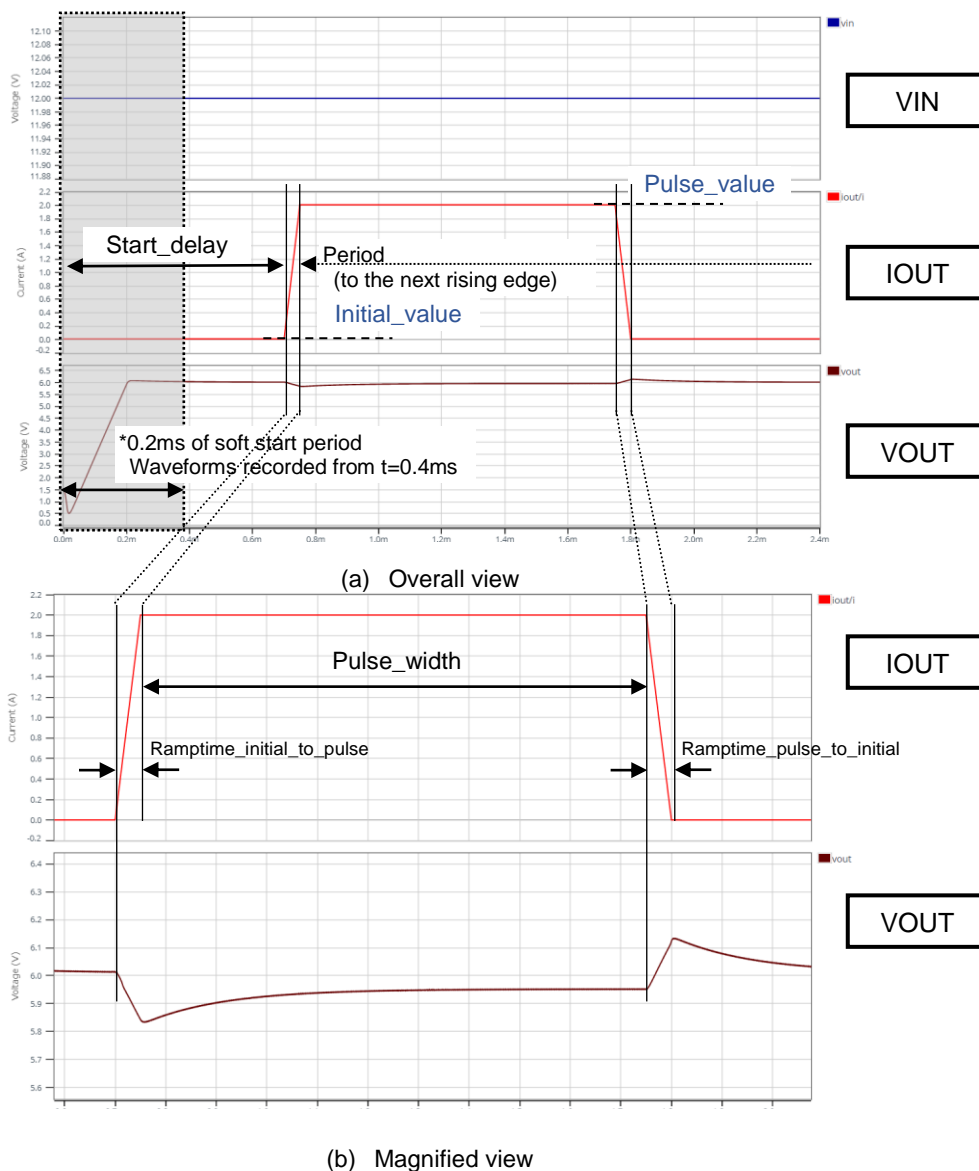 vin
12.10
12.08
12.06
12.04
12.02
12.00
11.98
11.96
11.94
11.92
11.90
11.88
Voltage (V)
VIN
iout/i
2.2
2.0
1.8
1.6
1.4
1.2
1.0
0.8
0.6
0.4
0.2
0.0
-0.2
Current (A)
Pulse_value
Start_delay
Period
(to the next rising edge)
Initial_value
IOUT
vout
6.5
6.0
5.5
5.0
4.5
4.0
3.5
3.0
2.5
2.0
1.5
1.0
0.5
0.0
Voltage (V)
*0.2ms of soft start period
Waveforms recorded from t=0.4ms
VOUT
0.0m 0.2m 0.4m 0.6m 0.8m 1.0m 1.2m 1.4m 1.6m 1.8m 2.0m 2.2m 2.4m
(a) Overall view
iout/i
2.2
2.0
1.8
1.6
1.4
1.2
1.0
0.8
0.6
0.4
0.2
0.0
-0.2
Current (A)
Pulse_width
Ramptime_initial_to_pulse
Ramptime_pulse_to_initial
IOUT
vout
6.4
6.3
6.2
6.1
6.0
5.9
5.8
5.7
5.6
Voltage (V)
VOUT
(b) Magnified view